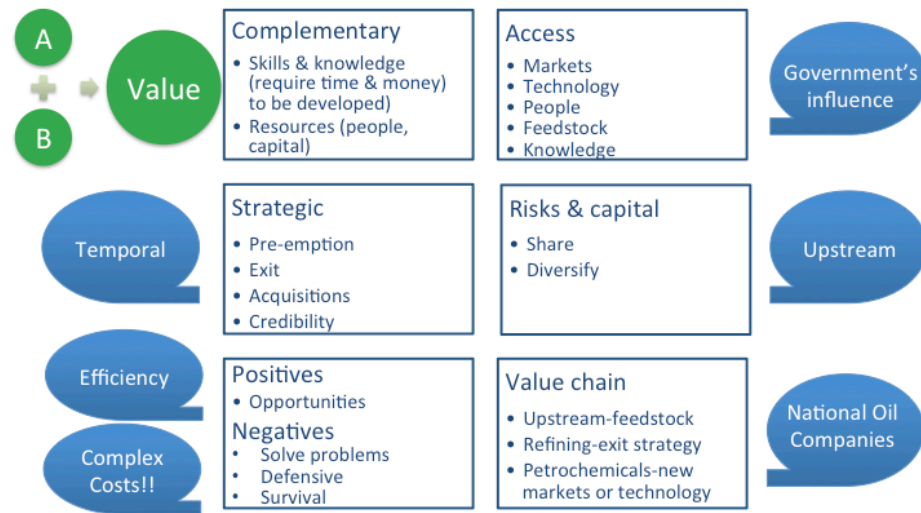 A
B
Value
Complementary
• Skills & knowledge
(require time & money)
to be developed)
• Resources (people,
capital)
Access
• Markets
• Technology
• People
• Feedstock
• Knowledge
Government's
influence
Temporal
Strategic
• Pre-emption
• Exit
• Acquisitions
• Credibility
Risks & capital
• Share
• Diversify
Upstream
Efficiency
Complex
Costs!!
Positives
• Opportunities
Negatives
• Solve problems
• Defensive
• Survival
Value chain
• Upstream-feedstock
• Refining-exit strategy
• Petrochemicals-new
markets or technology
National Oil
Companies